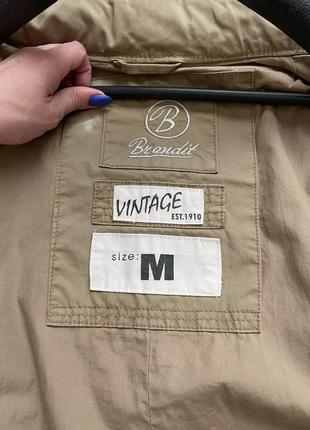 B
Brandit
VINTAGE
EST.1910
size: M